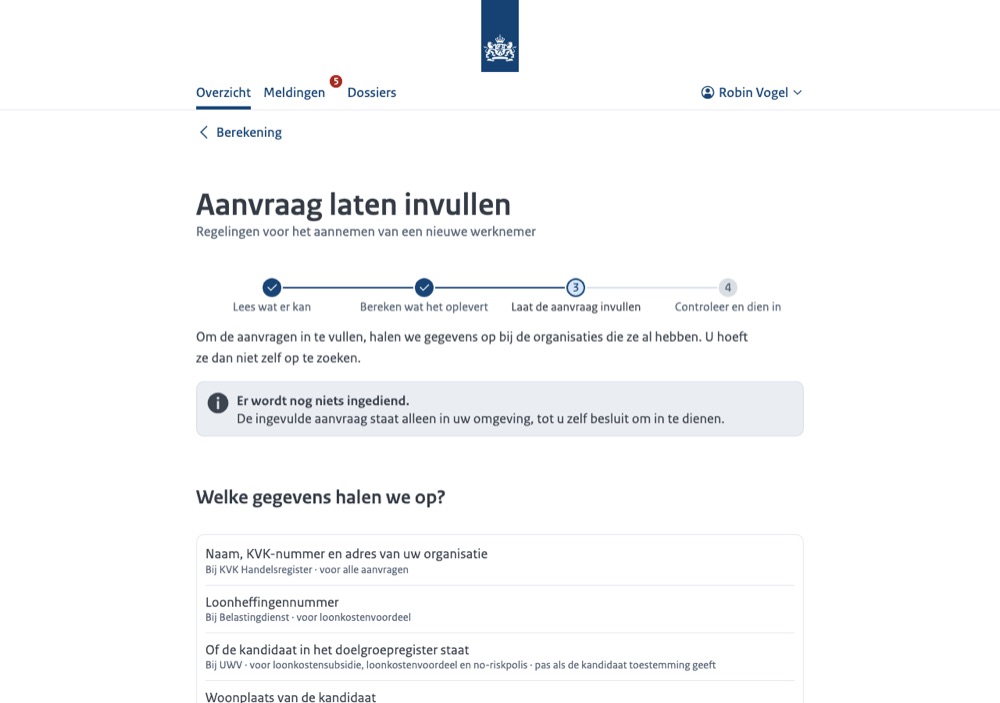 Overzicht Meldingen 5 Dossiers Robin Vogel
Berekening
Aanvraag laten invullen
Regelingen voor het aannemen van een nieuwe werknemer
3 4
Lees wat er kan Bereken wat het oplevert Laat de aanvraag invullen Controleer en dien in
Om de aanvragen in te vullen, halen we gegevens op bij de organisaties die ze al hebben. U hoeft
ze dan niet zelf op te zoeken.
Er wordt nog niets ingediend.
De ingevulde aanvraag staat alleen in uw omgeving, tot u zelf besluit om in te dienen.
Welke gegevens halen we op?
Naam, KVK-nummer en adres van uw organisatie
Bij KVK Handelsregister · voor alle aanvragen
Loonheffingennummer
Bij Belastingdienst · voor loonkostenvoordeel
Of de kandidaat in het doelgroepregister staat
Bij UWV · voor loonkostensubsidie, loonkostenvoordeel en no-riskpolis · pas als de kandidaat toestemming geeft
Woonplaats van de kandidaat